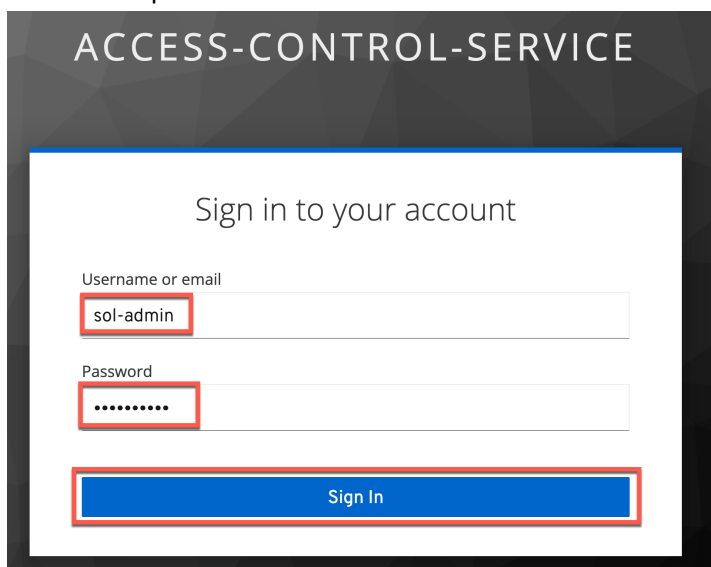 ACCESS-CONTROL-SERVICE
Sign in to your account
Username or email
sol-admin
Password
••••••••••
Sign In